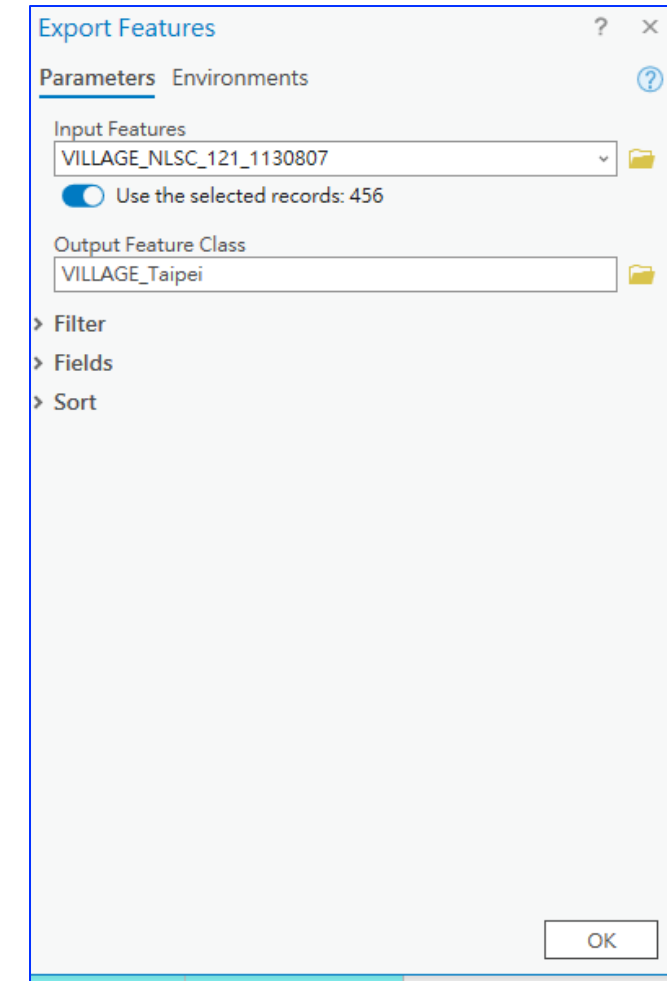 Export Features
Parameters Environments
Input Features
VILLAGE_NLSC_121_1130807
Use the selected records: 456
Output Feature Class
VILLAGE_Taipei
Filter
Fields
Sort
OK